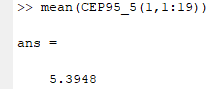 >> mean(CEP95_5(1,1:19))
ans =
5.3948